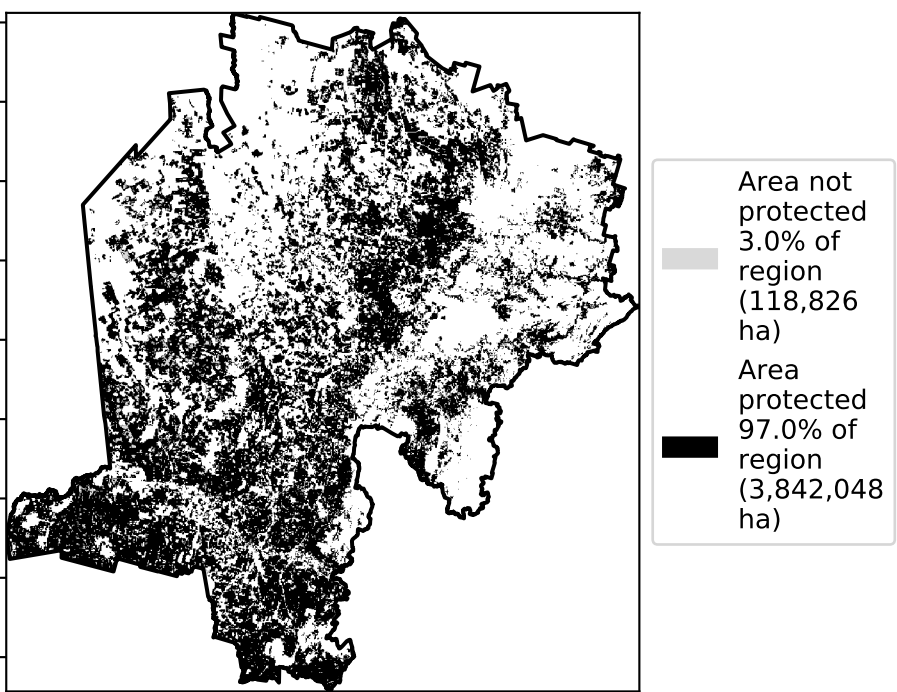 Area not
protected
3.0% of
region
(118,826
ha)
Area
protected
97.0% of
region
(3,842,048
ha)